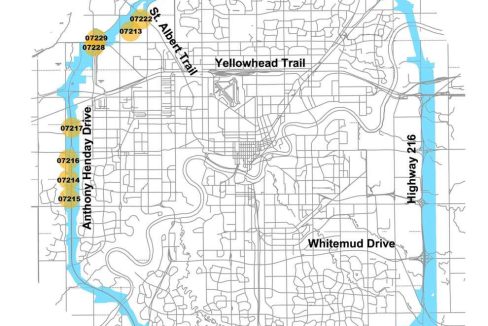 07222
07213
St. Albert Trail
07229
07228
Yellowhead Trail
07217
07216
07214
07215
Anthony Henday Drive
Highway 216
Whitemud Drive